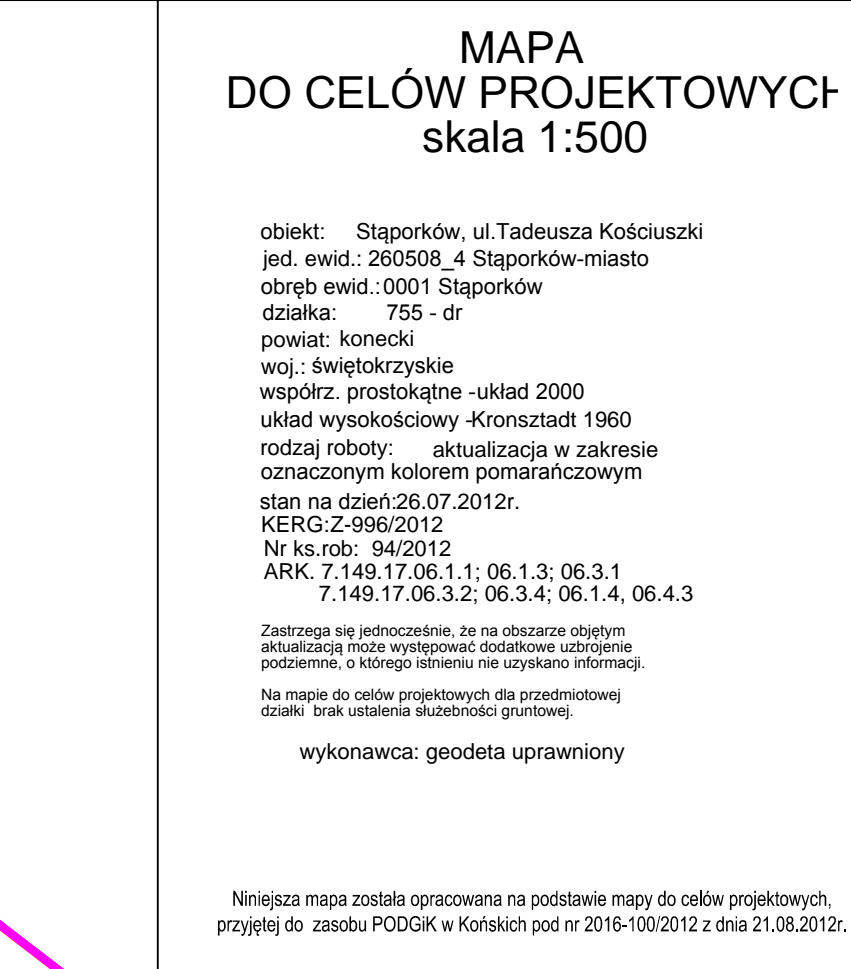 MAPA
DO CELÓW PROJEKTOWYCH
skala 1:500
obiekt: Stąporków, ul.Tadeusza Kościuszki
jed. ewid.: 260508_4 Stąporków-miasto
obręb ewid.:0001 Stąporków
działka: 755 - dr
powiat: konecki
woj.: świętokrzyskie
współrz. prostokątne -układ 2000
układ wysokościowy -Kronsztadt 1960
rodzaj roboty: aktualizacja w zakresie
oznaczonym kolorem pomarańczowym
stan na dzień:26.07.2012r.
KERG:Z-996/2012
Nr ks.rob: 94/2012
ARK. 7.149.17.06.1.1; 06.1.3; 06.3.1
7.149.17.06.3.2; 06.3.4; 06.1.4, 06.4.3
Zastrzega się jednocześnie, że na obszarze objętym
aktualizacją może występować dodatkowe uzbrojenie
podziemne, o którego istnieniu nie uzyskano informacji.
Na mapie do celów projektowych dla przedmiotowej
działki brak ustalenia służebności gruntowej.
wykonawca: geodeta uprawniony
Niniejsza mapa została opracowana na podstawie mapy do celów projektowych,
przyjętej do zasobu PODGiK w Końskich pod nr 2016-100/2012 z dnia 21.08.2012r.